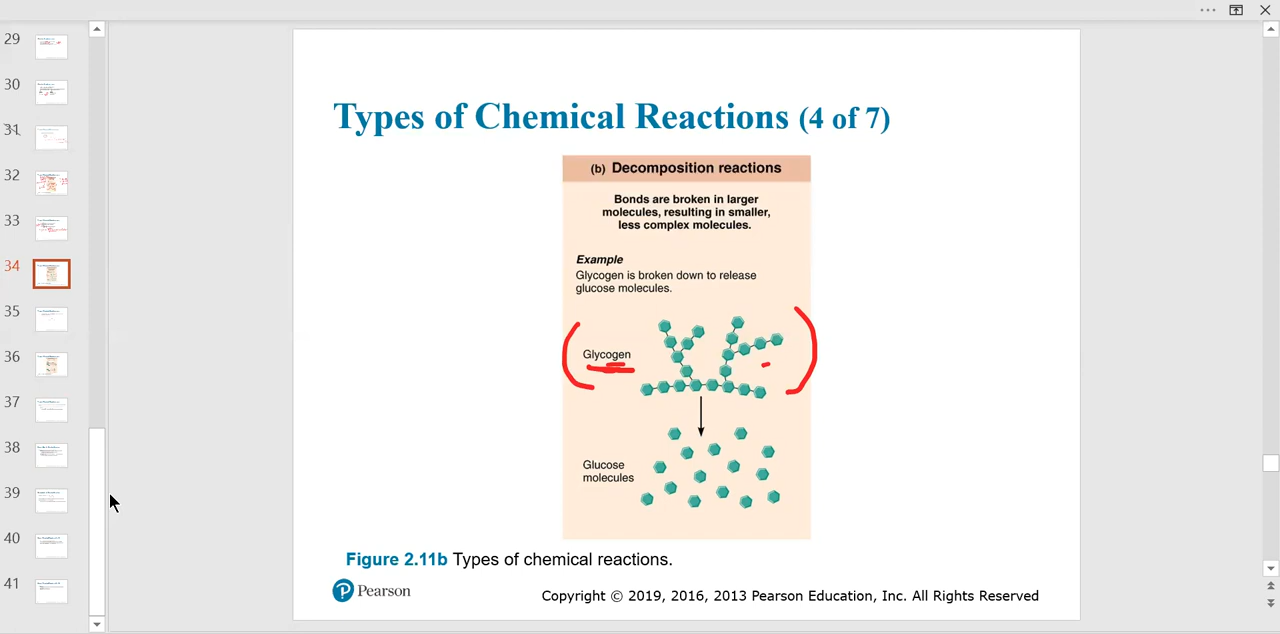 29
30
31
32
33
34
35
36
37
38
39
40
41
Types of Chemical Reactions (4 of 7)
(b) Decomposition reactions
Bonds are broken in larger
molecules, resulting in smaller,
less complex molecules.
Example
Glycogen is broken down to release
glucose molecules.
Glycogen
Glucose
molecules
Figure 2.11b Types of chemical reactions.
P Pearson
Copyright © 2019, 2016, 2013 Pearson Education, Inc. All Rights Reserved